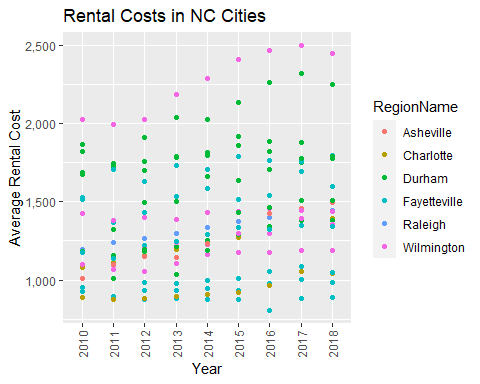 Rental Costs in NC Cities
2,500
2,000
1,500
1,000
Average Rental Cost
2010
2011
2012
2013
2014
2015
2016
2017
2018
Year
RegionName
Asheville
Charlotte
Durham
Fayetteville
Raleigh
Wilmington